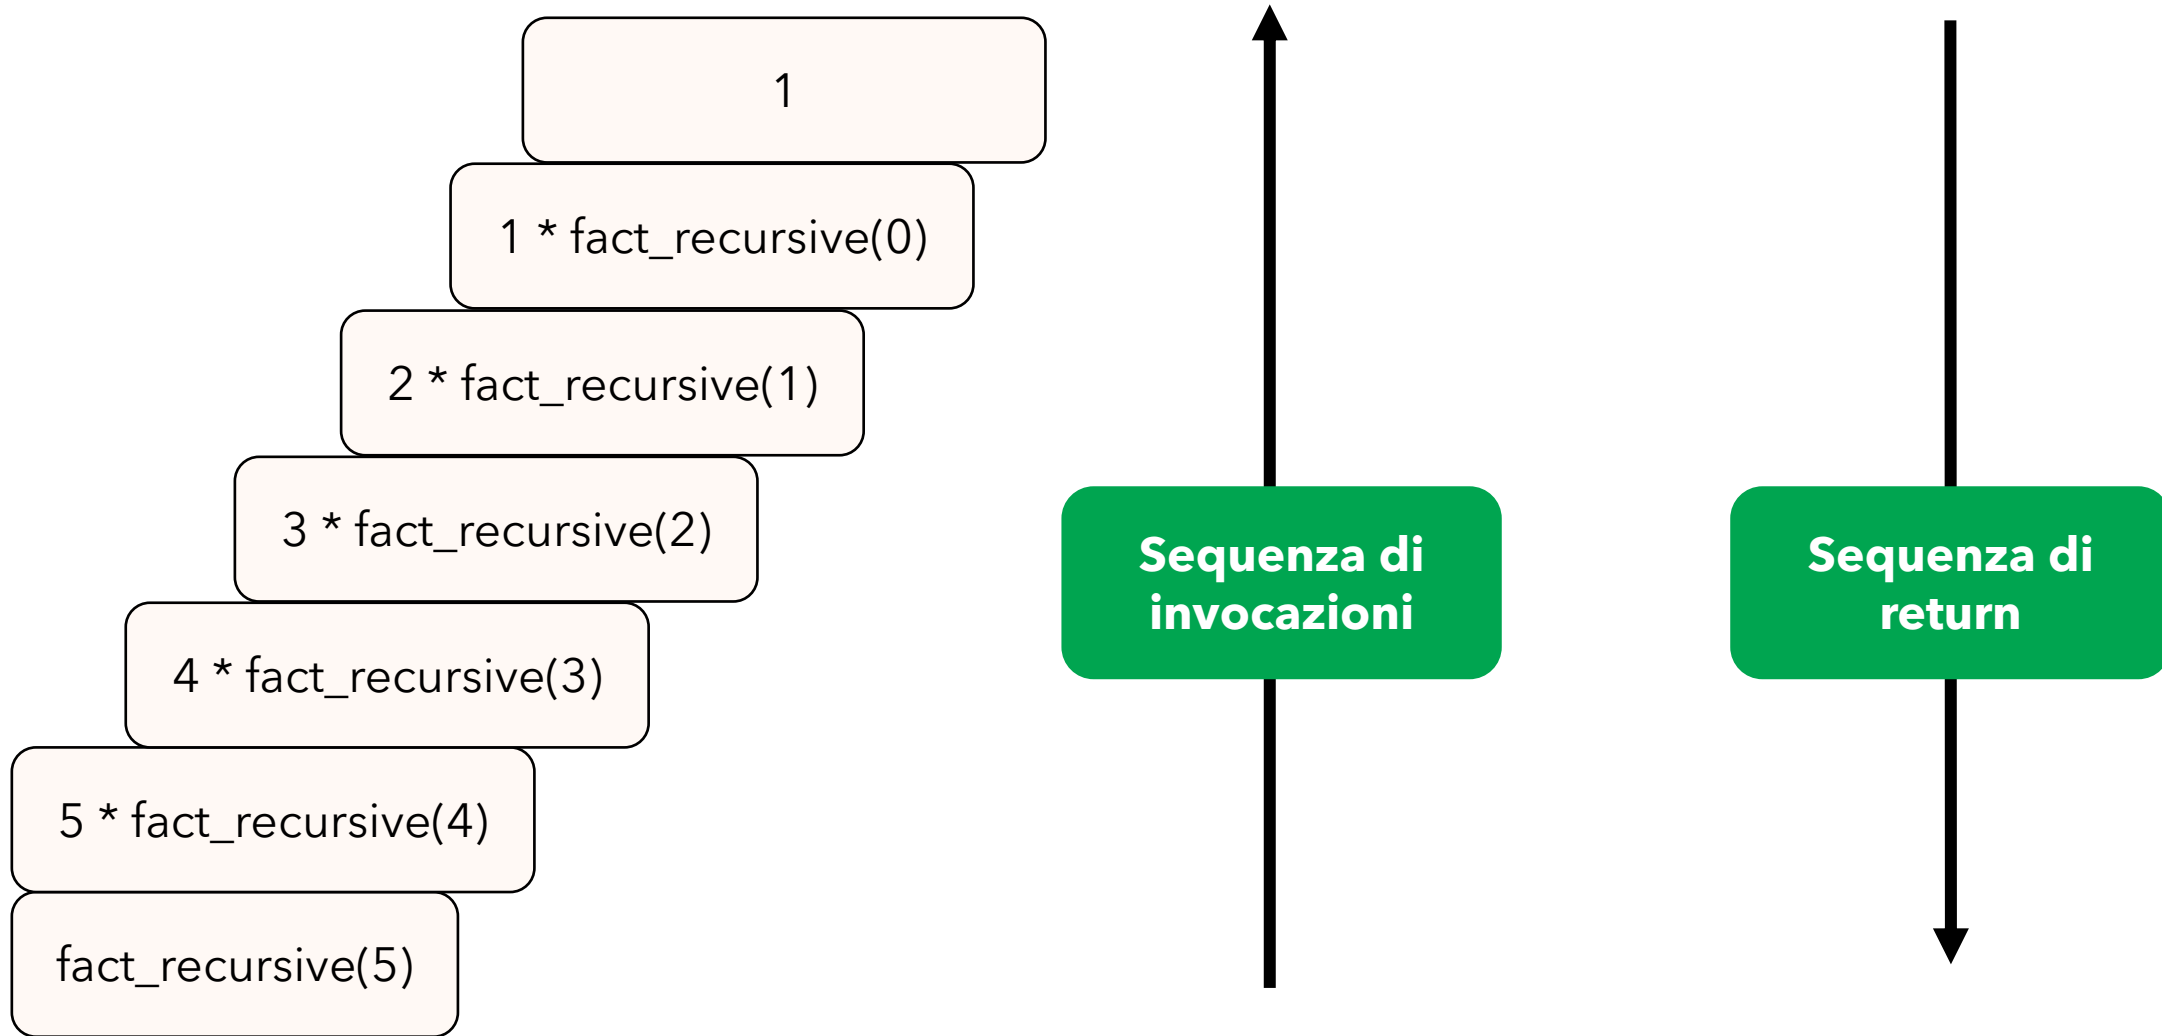 1
1 * fact_recursive(0)
2 * fact_recursive(1)
3 * fact_recursive(2)
4 * fact_recursive(3)
5 * fact_recursive(4)
fact_recursive(5)
Sequenza di
invocazioni
Sequenza di
return